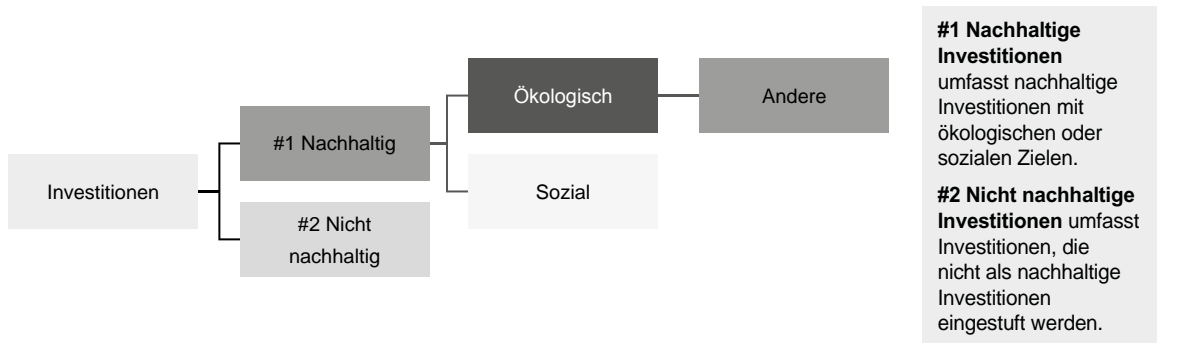 Investitionen
#1 Nachhaltig
#2 Nicht
nachhaltig
Ökologisch
Sozial
Andere
#1 Nachhaltige
Investitionen
umfasst nachhaltige
Investitionen mit
ökologischen oder
sozialen Zielen.
#2 Nicht nachhaltige
Investitionen umfasst
Investitionen, die
nicht als nachhaltige
Investitionen
eingestuft werden.